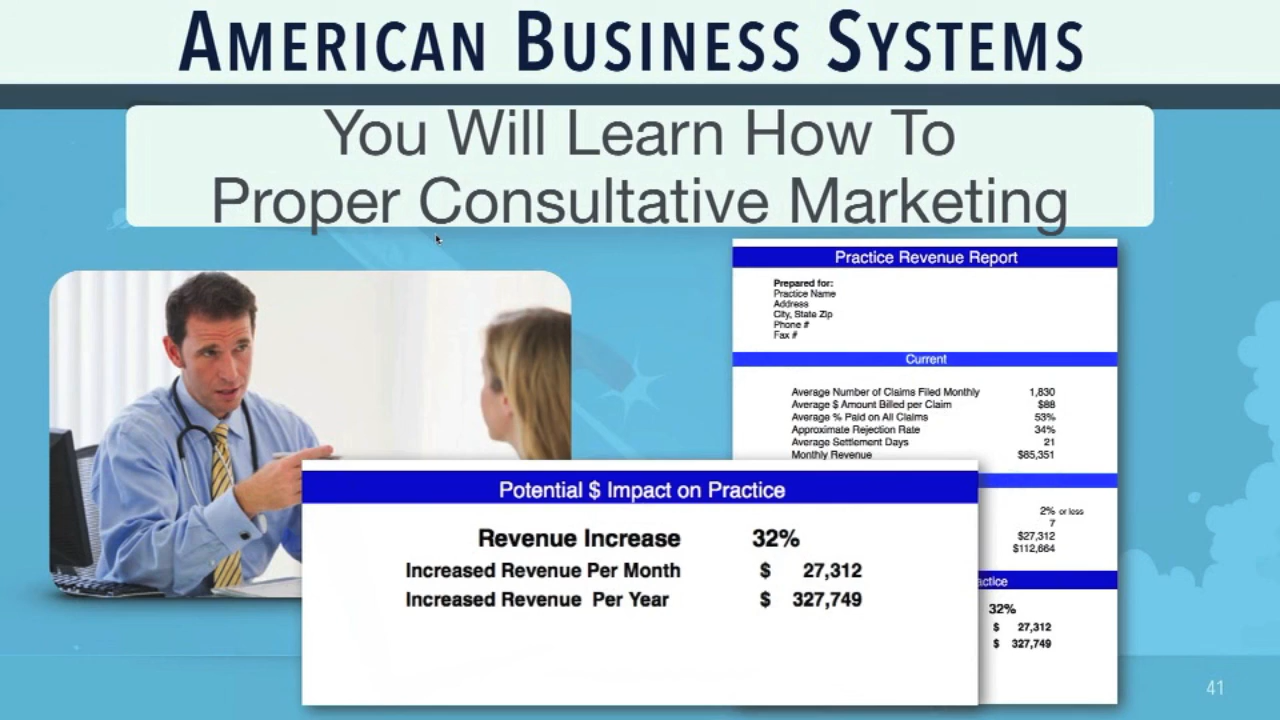 AMERICAN BUSINESS SYSTEMS
You Will Learn How To
Proper Consultative Marketing
Practice Revenue Report
Prepared for:
Practice Name
Address
City, State Zip
Phone #
Fax #
Current
Average Number of Claims Filed Monthly 1,830
Average $ Amount Billed per Claim $88
Average % Paid on All Claims 53%
Approximate Rejection Rate 34%
Average Settlement Days 21
Monthly Revenue $85,351
2% or less
7
$27,312
$112,664
actice
32%
$ 27,312
$ 327,749
Potential $ Impact on Practice
Revenue Increase 32%
Increased Revenue Per Month $ 27,312
Increased Revenue Per Year $ 327,749
41